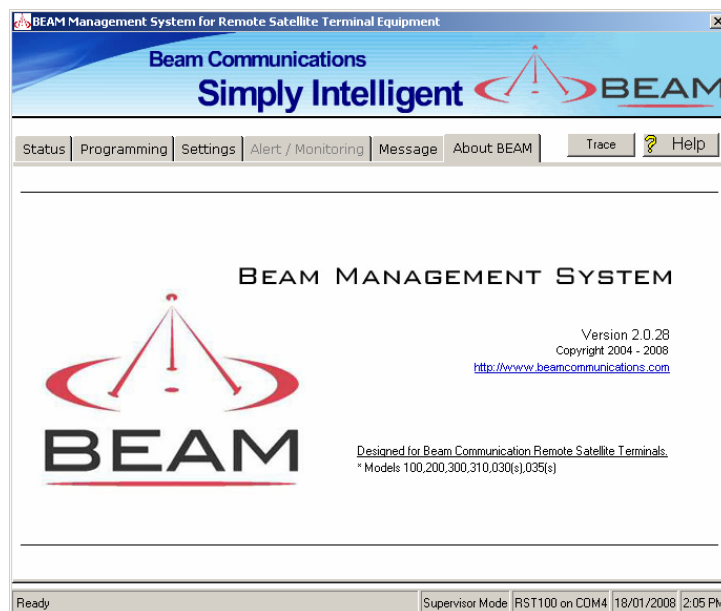 BEAM Management System for Remote Satellite Terminal Equipment
Beam Communications
Simply Intelligent
BEAM
Status Programming Settings Alert / Monitoring Message About BEAM Trace ? Help
BEAM MANAGEMENT SYSTEM
Version 2.0.28
Copyright 2004 - 2008
http://www.beamcommunications.com
BEAM
Designed for Beam Communication Remote Satellite Terminals.
* Models 100,200,300,310,030(s),035(s)
Ready Supervisor Mode RST100 on COM4 18/01/2008 2:05 PM